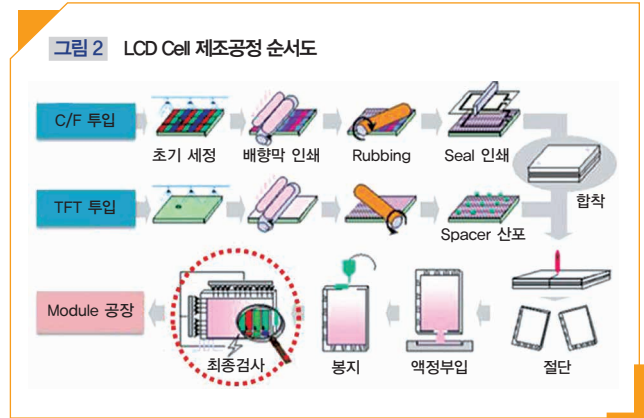 그림 2 LCD Cell 제조공정 순서도
C/F 투입
초기 세정 배향막 인쇄 Rubbing Seal 인쇄
합착
TFT 투입
Spacer 산포
Module 공장
최종검사 봉지 액정부입 절단